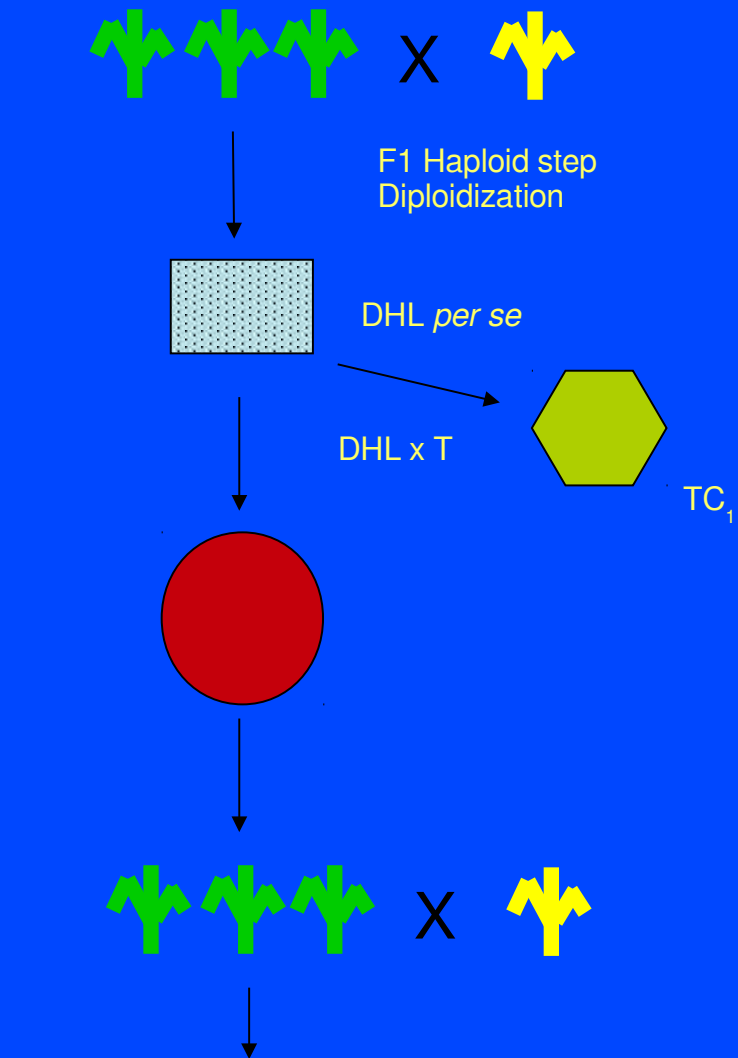 X
F1 Haploid step
Diploidization
DHL per se
DHL x T
TC₁
X